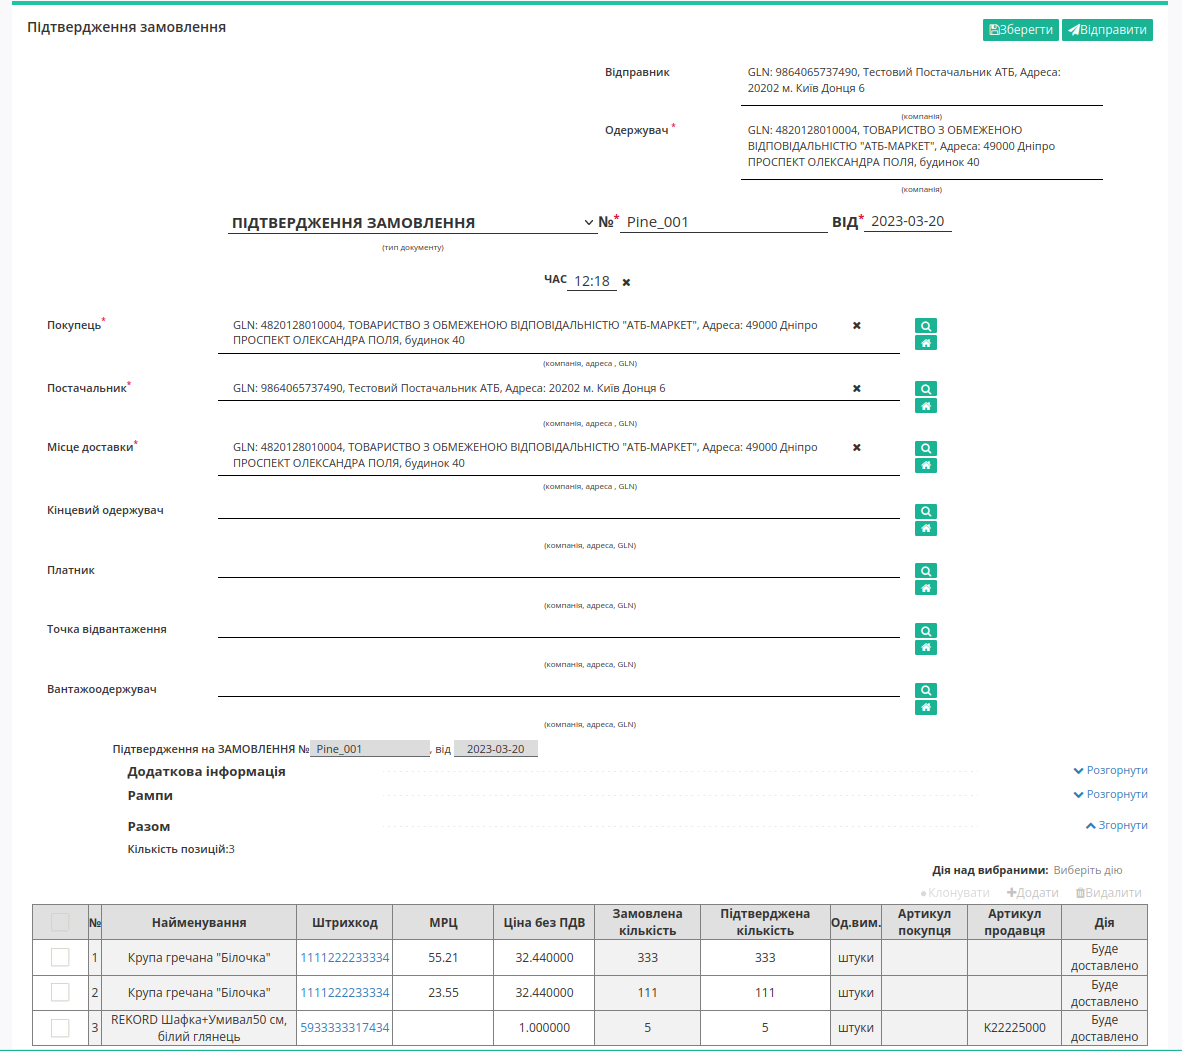 Підтвердження замовлення
Зберегти Відправити
Відправник GLN: 9864065737490, Тестовий Постачальник АТБ, Адреса:
20202 м. Київ Донця 6
(компанія)
Одержувач * GLN: 4820128010004, ТОВАРИСТВО З ОБМЕЖЕНОЮ
ВІДПОВІДАЛЬНІСТЮ "АТБ-МАРКЕТ", Адреса: 49000 Дніпро
ПРОСПЕКТ ОЛЕКСАНДРА ПОЛЯ, будинок 40
(компанія)
ПІДТВЕРДЖЕННЯ ЗАМОВЛЕННЯ №* Pine_001 ВІД* 2023-03-20
(тип документу)
ЧАС 12:18
Покупець* GLN: 4820128010004, ТОВАРИСТВО З ОБМЕЖЕНОЮ ВІДПОВІДАЛЬНІСТЮ "АТБ-МАРКЕТ", Адреса: 49000 Дніпро
ПРОСПЕКТ ОЛЕКСАНДРА ПОЛЯ, будинок 40
(компанія, адреса , GLN)
Постачальник* GLN: 9864065737490, Тестовий Постачальник АТБ, Адреса: 20202 м. Київ Донця 6
(компанія, адреса , GLN)
Місце доставки* GLN: 4820128010004, ТОВАРИСТВО З ОБМЕЖЕНОЮ ВІДПОВІДАЛЬНІСТЮ "АТБ-МАРКЕТ", Адреса: 49000 Дніпро
ПРОСПЕКТ ОЛЕКСАНДРА ПОЛЯ, будинок 40
(компанія, адреса , GLN)
Кінцевий одержувач
(компанія, адреса, GLN)
Платник
(компанія, адреса, GLN)
Точка відвантаження
(компанія, адреса, GLN)
Вантажоодержувач
(компанія, адреса, GLN)
Підтвердження на ЗАМОВЛЕННЯ № Pine_001 , від 2023-03-20
Додаткова інформація Розгорнути
Рампи Розгорнути
Разом Згорнути
Кількість позицій:3
Дія над вибраними: Виберіть дію
Клонувати Додати Видалити
№ Найменування Штрихкод МРЦ Ціна без ПДВ Замовлена кількість Підтверджена кількість Од.вим. Артикул покупця Артикул продавця Дія
1 Крупа гречана "Білочка" 1111222233334 55.21 32.440000 333 333 штуки Буде доставлено
2 Крупа гречана "Білочка" 1111222233334 23.55 32.440000 111 111 штуки Буде доставлено
3 REKORD Шафка+Умивал50 см, білий глянець 5933333317434 1.000000 5 5 штуки K22225000 Буде доставлено